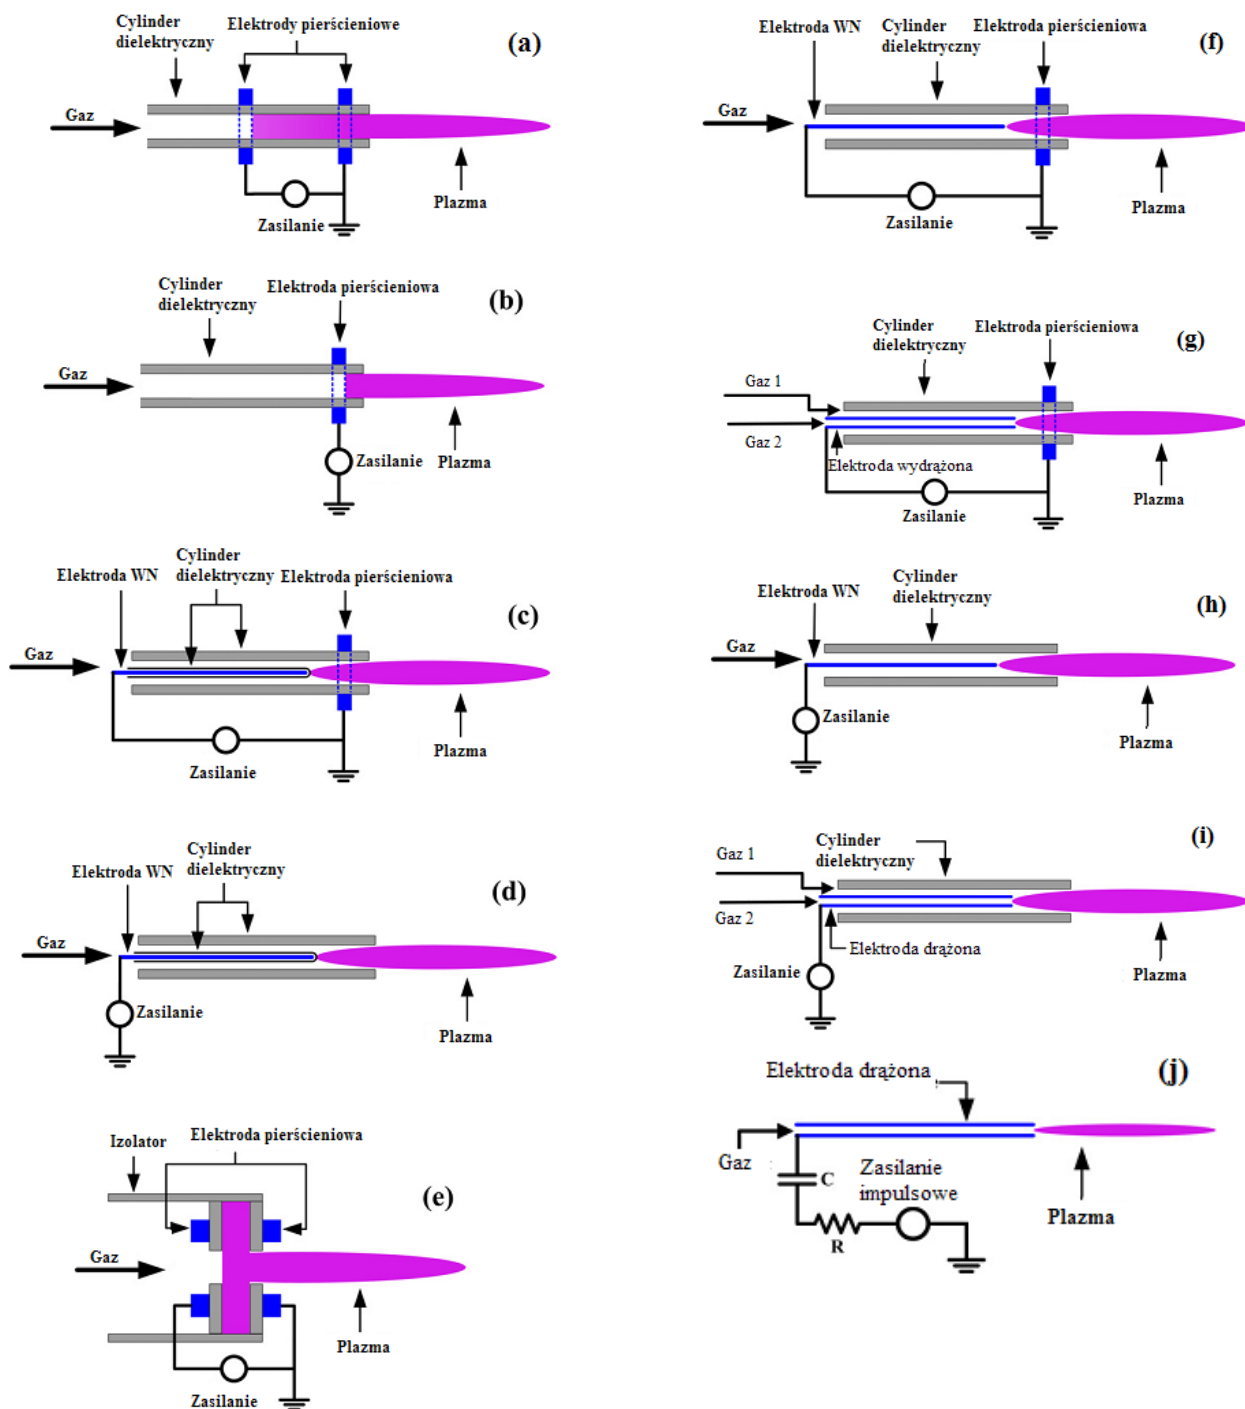 Cylinder
dielektryczny
Elektrody pierścieniowe
(a)
Gaz
Zasilanie
Plazma
Cylinder
dielektryczny
Elektroda pierścieniowa
(b)
Gaz
Zasilanie
Plazma
Cylinder
dielektryczny
Elektroda WN
Elektroda pierścieniowa
(c)
Gaz
Zasilanie
Plazma
Cylinder
dielektryczny
Elektroda WN
(d)
Gaz
Zasilanie
Plazma
Izolator
Elektroda pierścieniowa
(e)
Gaz
Plazma
Zasilanie
Elektroda WN
Cylinder
dielektryczny
Elektroda pierścieniowa
(f)
Gaz
Zasilanie
Plazma
Cylinder
dielektryczny
Elektroda pierścieniowa
(g)
Gaz 1
Gaz 2
Elektroda wydrążona
Zasilanie
Plazma
Elektroda WN
Cylinder
dielektryczny
(h)
Gaz
Zasilanie
Plazma
Cylinder
dielektryczny
(i)
Gaz 1
Gaz 2
Elektroda drążona
Zasilanie
Plazma
Elektroda drążona
(j)
Gaz
C
Zasilanie
impulsowe
R
Plazma